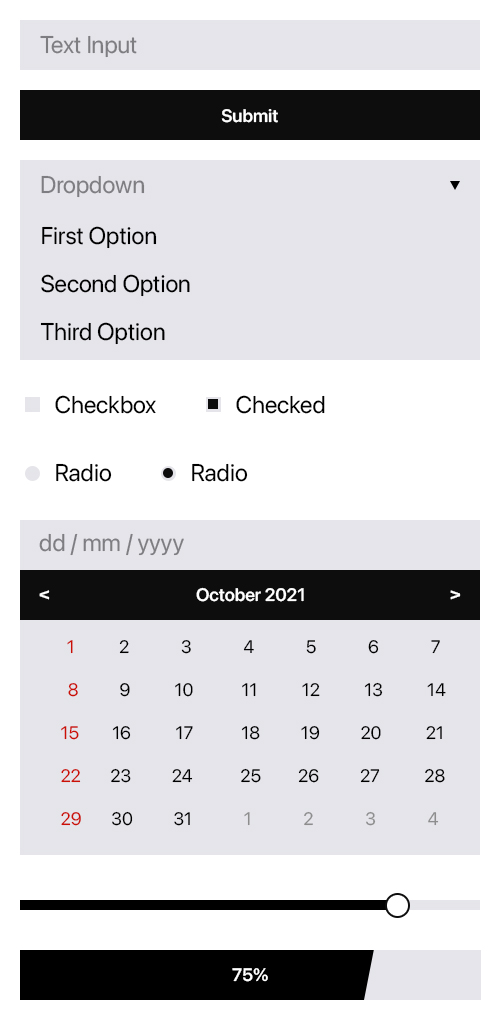 Text Input
Submit
Dropdown
First Option
Second Option
Third Option
Checkbox Checked
Radio Radio
dd / mm / yyyy
< October 2021 >
1 2 3 4 5 6 7
8 9 10 11 12 13 14
15 16 17 18 19 20 21
22 23 24 25 26 27 28
29 30 31 1 2 3 4
75%